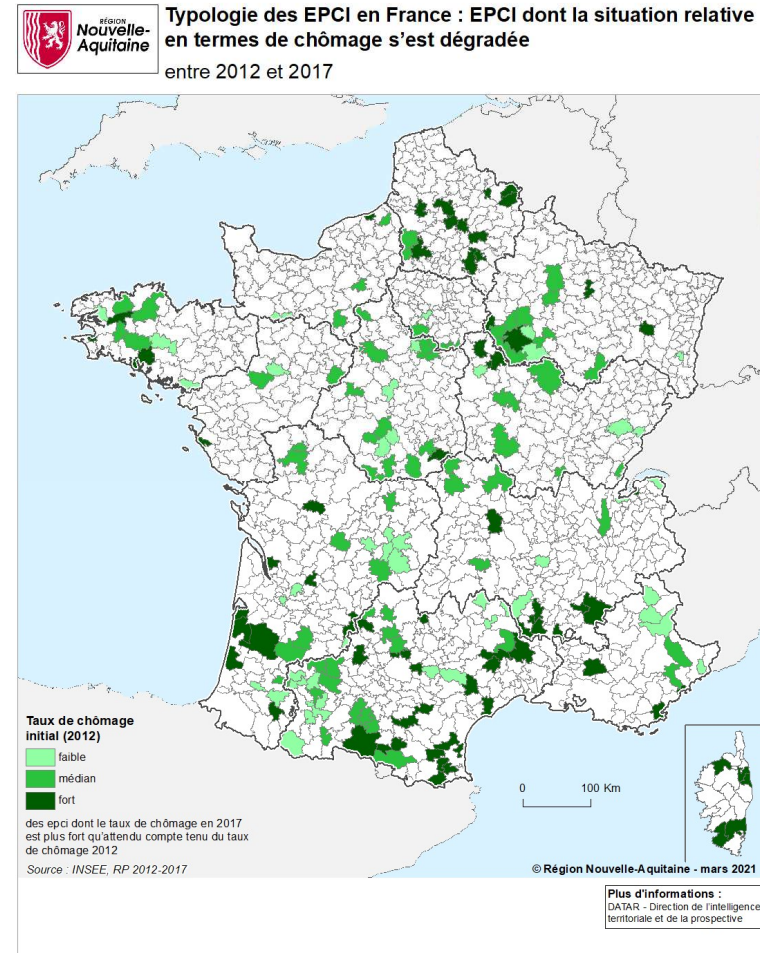 RÉGION
Nouvelle-
Aquitaine
Typologie des EPCI en France : EPCI dont la situation relative
en termes de chômage s'est dégradée
entre 2012 et 2017
Taux de chômage
initial (2012)
faible
médian
fort
des epci dont le taux de chômage en 2017
est plus fort qu'attendu compte tenu du taux
de chômage 2012
Source : INSEE, RP 2012-2017
0 100 Km
© Région Nouvelle-Aquitaine - mars 2021
Plus d'informations :
DATAR - Direction de l'intelligence
territoriale et de la prospective